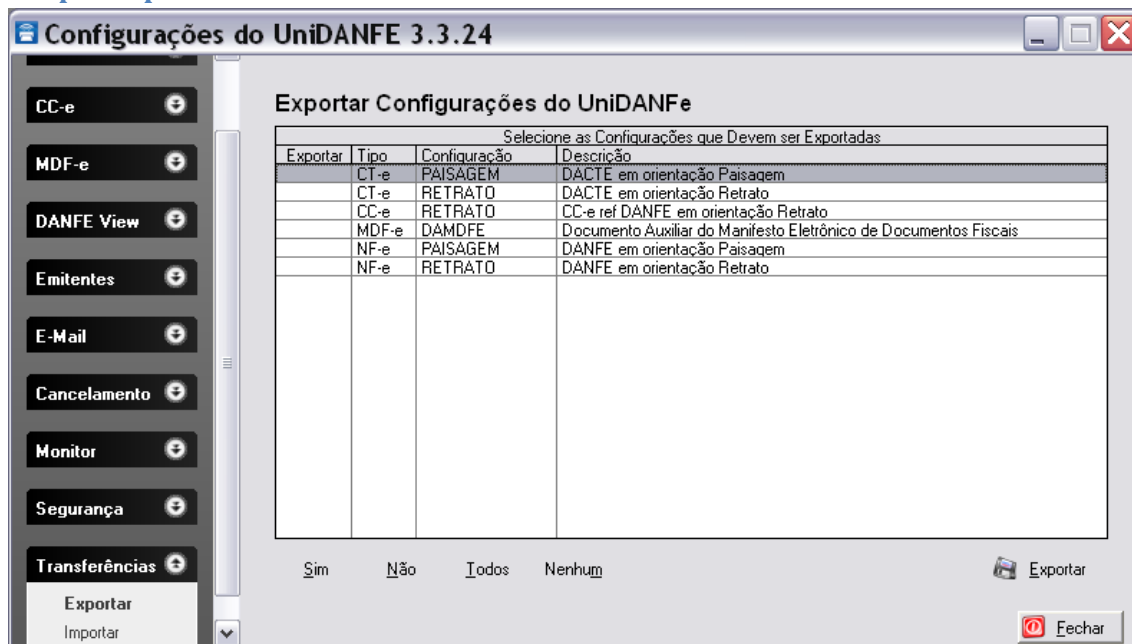 Configurações do UniDANFE 3.3.24
CC-e
MDF-e
DANFE View
Emitentes
E-Mail
Cancelamento
Monitor
Segurança
Transferências
Exportar
Importar
Exportar Configurações do UniDANFe
Selecione as Configurações que Devem ser Exportadas
Exportar Tipo Configuração Descrição
CT-e PAISAGEM DACTE em orientação Paisagem
CT-e RETRATO DACTE em orientação Retrato
CC-e RETRATO CC-e ref DANFE em orientação Retrato
MDF-e DAMDFE Documento Auxiliar do Manifesto Eletrônico de Documentos Fiscais
NF-e PAISAGEM DANFE em orientação Paisagem
NF-e RETRATO DANFE em orientação Retrato
Sim Não Todos Nenhum Exportar
Fechar